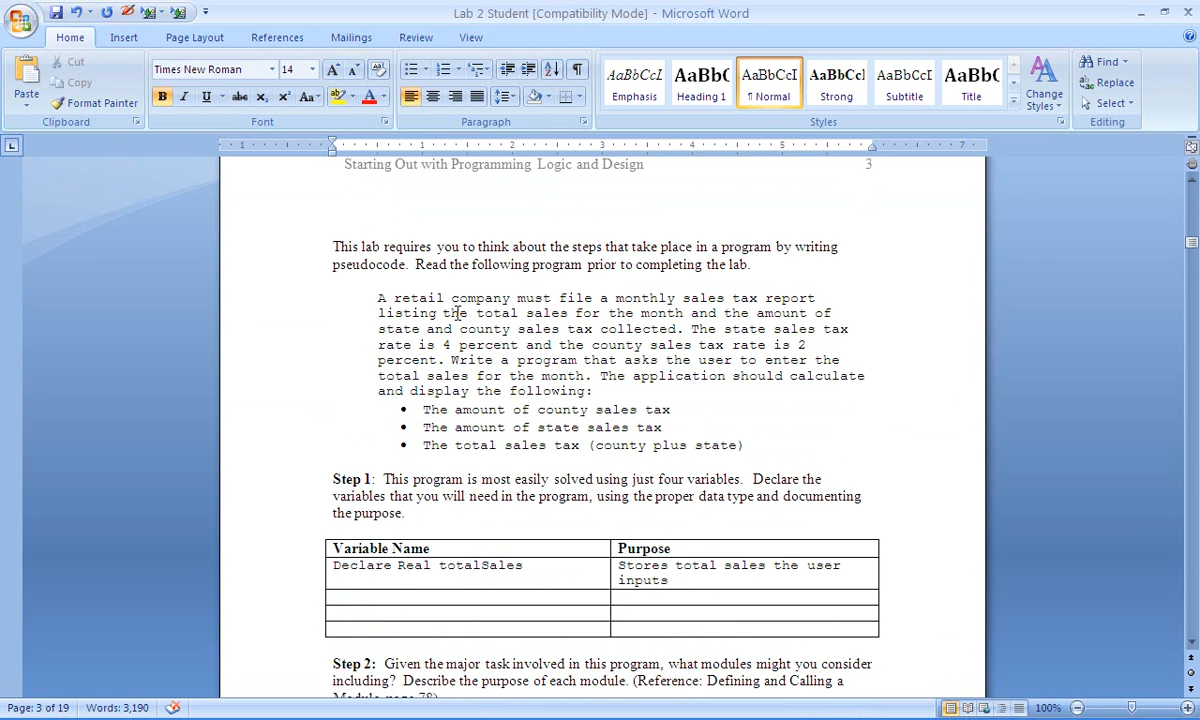 Lab 2 Student [Compatibility Mode] - Microsoft Word
Home Insert Page Layout References Mailings Review View
Paste
Cut
Copy
Format Painter
Clipboard
Times New Roman 14
Font
Paragraph
AaBbCcI AaBbC AaBbCcI AaBbCcl AaBbCcI AaBbC
Emphasis Heading 1 ¶ Normal Strong Subtitle Title
Change Styles
Styles
Find
Replace
Select
Editing
1 1 2 3 4 5 7
Starting Out with Programming Logic and Design 3
This lab requires you to think about the steps that take place in a program by writing
pseudocode. Read the following program prior to completing the lab.
A retail company must file a monthly sales tax report
listing the total sales for the month and the amount of
state and county sales tax collected. The state sales tax
rate is 4 percent and the county sales tax rate is 2
percent. Write a program that asks the user to enter the
total sales for the month. The application should calculate
and display the following:
• The amount of county sales tax
• The amount of state sales tax
• The total sales tax (county plus state)
Step 1: This program is most easily solved using just four variables. Declare the
variables that you will need in the program, using the proper data type and documenting
the purpose.
Variable Name Purpose
Declare Real totalSales Stores total sales the user
inputs
Step 2: Given the major task involved in this program, what modules might you consider
including? Describe the purpose of each module. (Reference: Defining and Calling a
Module, page 78)
Page: 3 of 19 Words: 3,190 100%